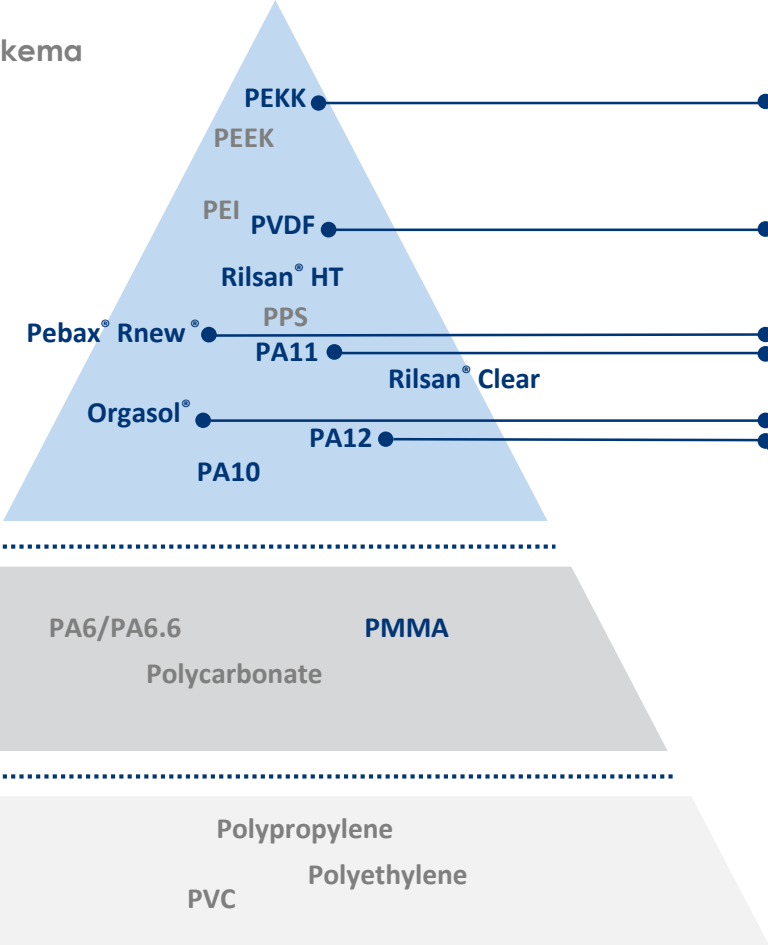 kema
PEKK
PEEK
PEI
PVDF
Rilsan® HT
PPS
Pebax® Rnew®
PA11
Rilsan® Clear
Orgasol®
PA12
PA10
PA6/PA6.6
PMMA
Polycarbonate
Polypropylene
Polyethylene
PVC